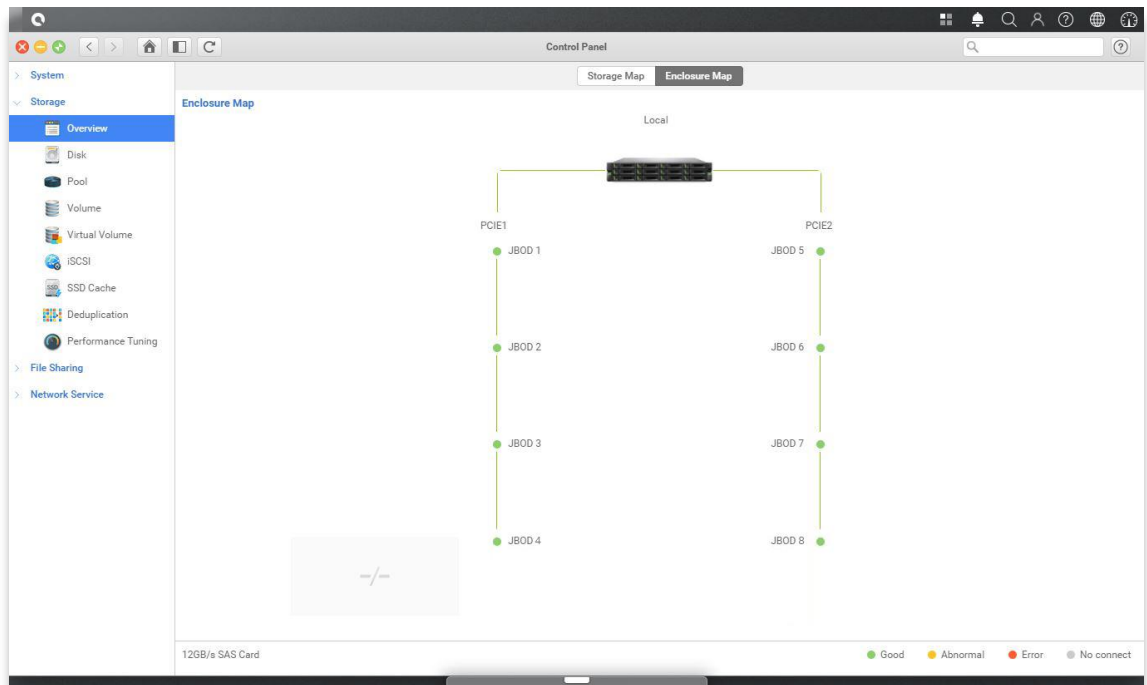 Control Panel
System
Storage Map Enclosure Map
Storage
Enclosure Map
Local
Overview
Disk
Pool
Volume
PCIE1 PCIE2
Virtual Volume
JBOD 1 JBOD 5
iSCSI
SSD Cache
Deduplication
Performance Tuning
JBOD 2 JBOD 6
File Sharing
Network Service
JBOD 3 JBOD 7
JBOD 4 JBOD 8
-/-
12GB/s SAS Card Good Abnormal Error No connect